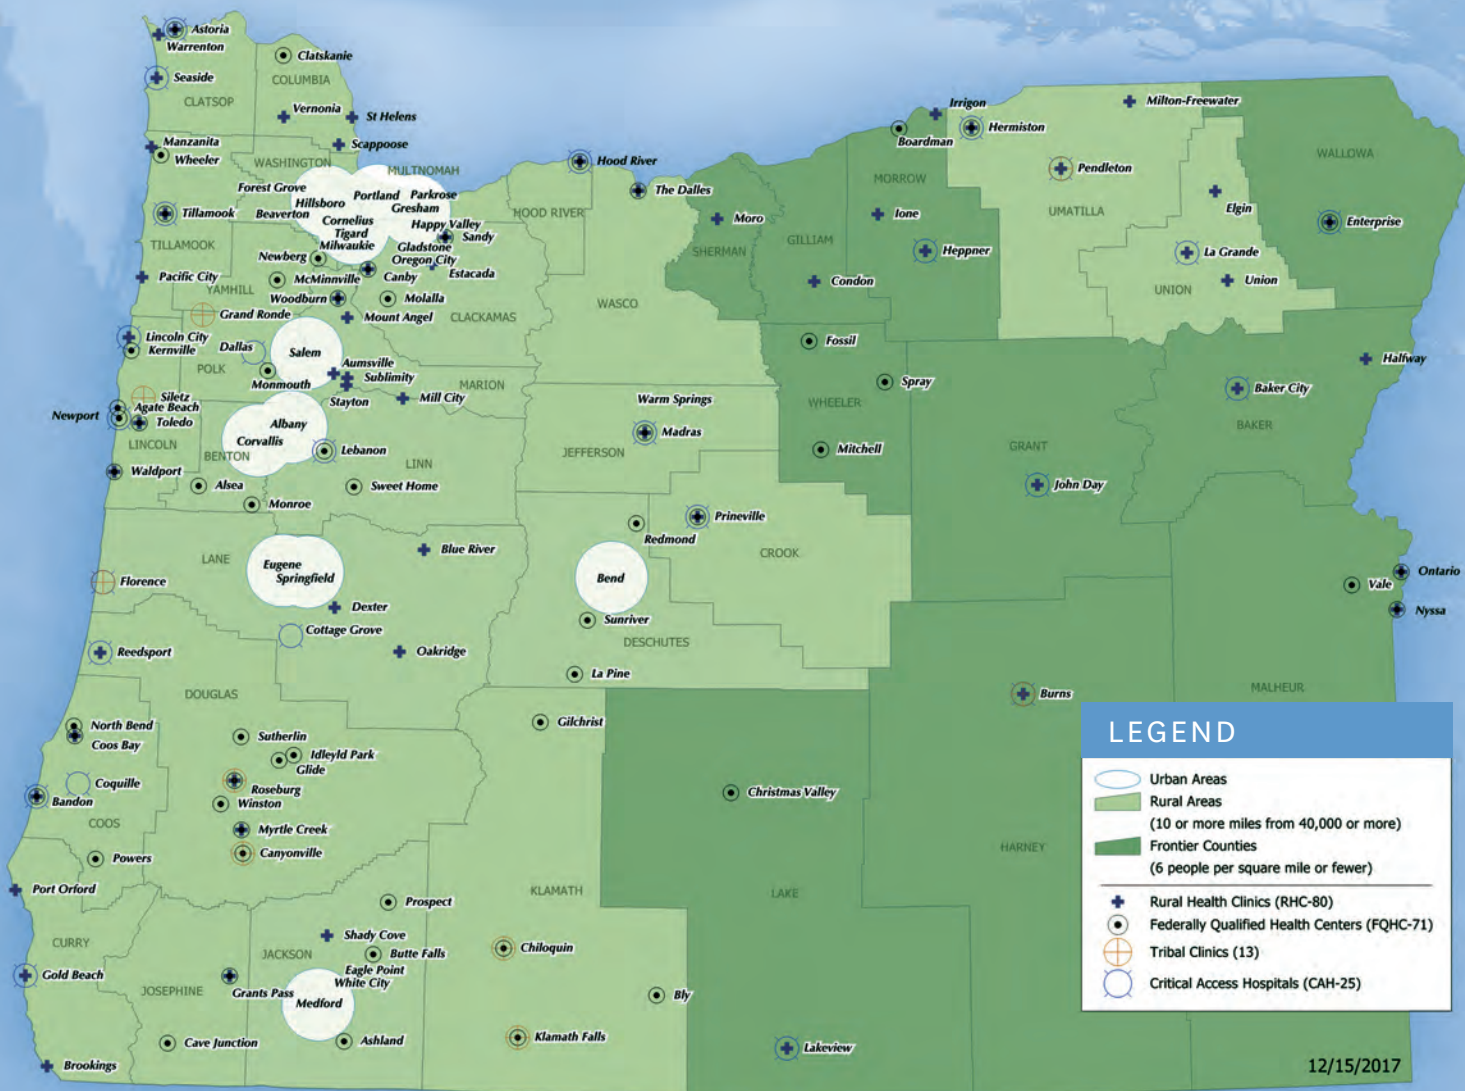 Astoria
Warrenton
Clatskanie
COLUMBIA
Seaside
CLATSOP
Vernonia
St Helens
Scappoose
Manzanita
Wheeler
WASHINGTON
MULTNOMAH
Hood River
The Dalles
Forest Grove
Hillsboro
Portland
Parkrose
Gresham
Beaverton
Cornelius
Tigard
Milwaukie
Happy Valley
Sandy
Gladstone
Oregon City
Estacada
Canby
Tillamook
TILLAMOOK
Newberg
McMinnville
YAMHILL
Woodburn
Molalla
Pacific City
Grand Ronde
Mount Angel
CLACKAMAS
HOOD RIVER
WASCO
SHERMAN
Moro
GILLIAM
Condon
Irrigon
Boardman
MORROW
Ione
Heppner
Hermiston
Milton-Freewater
Pendleton
UMATILLA
Elgin
La Grande
Union
UNION
WALLOWA
Enterprise
Lincoln City
Kernville
Dallas
Salem
POLK
Monmouth
Aumsville
Sublimity
Stayton
Mill City
MARION
Siletz
Agate Beach
Newport
Toledo
LINCOLN
Albany
Corvallis
BENTON
Lebanon
LINN
Waldport
Alsea
Monroe
Sweet Home
Warm Springs
Madras
JEFFERSON
Fossil
Spray
WHEELER
Mitchell
GRANT
John Day
Halfway
Baker City
BAKER
LANE
Blue River
Eugene
Springfield
Florence
Dexter
Cottage Grove
Oakridge
Redmond
Prineville
CROOK
Bend
Sunriver
DESCHUTES
La Pine
Ontario
Vale
Nyssa
MALHEUR
Burns
HARNEY
Reedsport
DOUGLAS
North Bend
Coos Bay
Sutherlin
Idleyld Park
Glide
Coquille
Bandon
Roseburg
Winston
COOS
Myrtle Creek
Canyonville
Powers
Gilchrist
Christmas Valley
KLAMATH
LAKE
Port Orford
Prospect
CURRY
JACKSON
Shady Cove
Butte Falls
Eagle Point
White City
Medford
Chiloquin
Gold Beach
JOSEPHINE
Grants Pass
Bly
Cave Junction
Ashland
Klamath Falls
Lakeview
Brookings
LEGEND
Urban Areas
Rural Areas
(10 or more miles from 40,000 or more)
Frontier Counties
(6 people per square mile or fewer)
Rural Health Clinics (RHC-80)
Federally Qualified Health Centers (FQHC-71)
Tribal Clinics (13)
Critical Access Hospitals (CAH-25)
12/15/2017